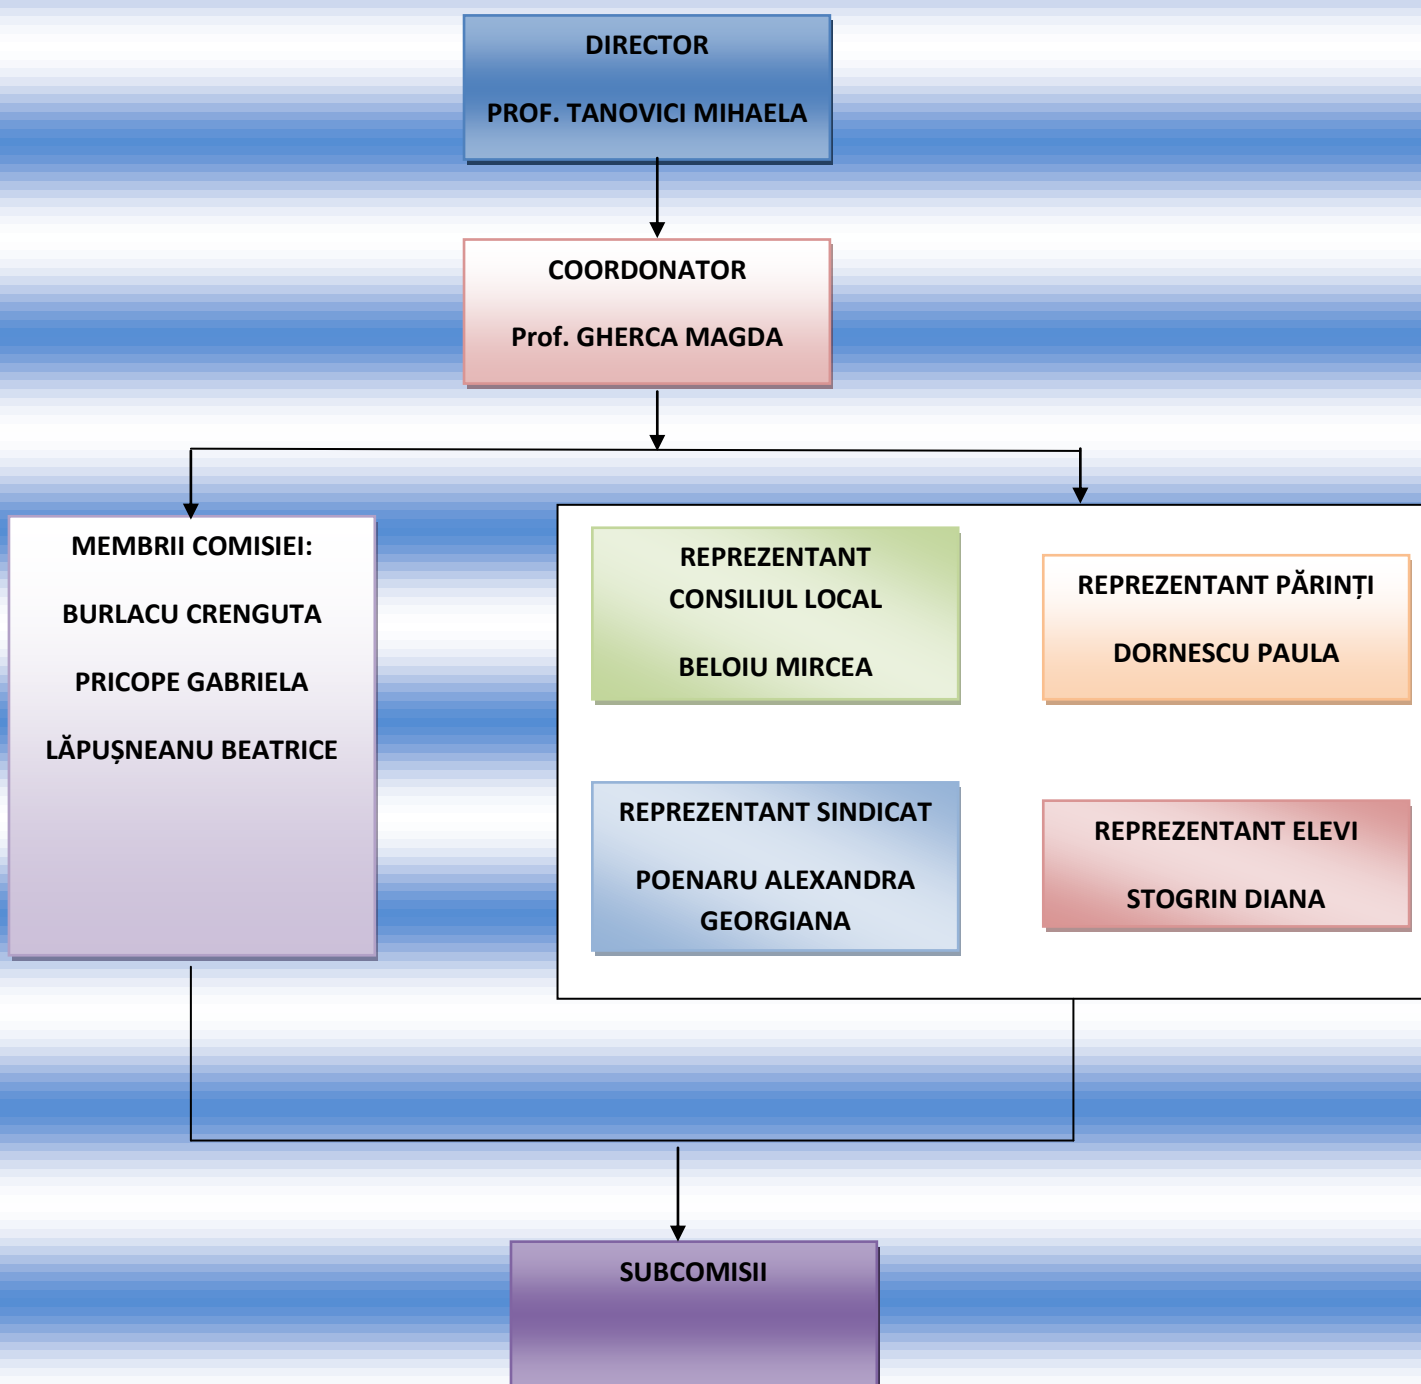 DIRECTOR
PROF. TANOVICI MIHAELA
COORDONATOR
Prof. GHERCA MAGDA
MEMBRII COMISIEI:
BURLACU CRENGUTA
PRICOPE GABRIELA
LĂPUȘNEANU BEATRICE
REPREZENTANT
CONSILIUL LOCAL
BELOIU MIRCEA
REPREZENTANT PĂRINȚI
DORNESCU PAULA
REPREZENTANT SINDICAT
POENARU ALEXANDRA
GEORGIANA
REPREZENTANT ELEVI
STOGRIN DIANA
SUBCOMISII